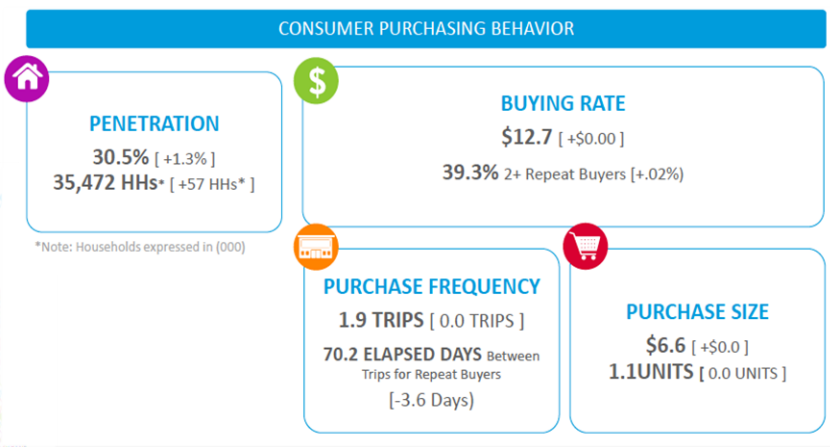 CONSUMER PURCHASING BEHAVIOR
PENETRATION
30.5% [ +1.3% ]
35,472 HHs* [ +57 HHs* ]
*Note: Households expressed in (000)
$
BUYING RATE
$12.7 [ +$0.00 ]
39.3% 2+ Repeat Buyers [+.02%)
PURCHASE FREQUENCY
1.9 TRIPS [ 0.0 TRIPS ]
70.2 ELAPSED DAYS Between
Trips for Repeat Buyers
[-3.6 Days)
PURCHASE SIZE
$6.6 [ +$0.0 ]
1.1UNITS [ 0.0 UNITS ]